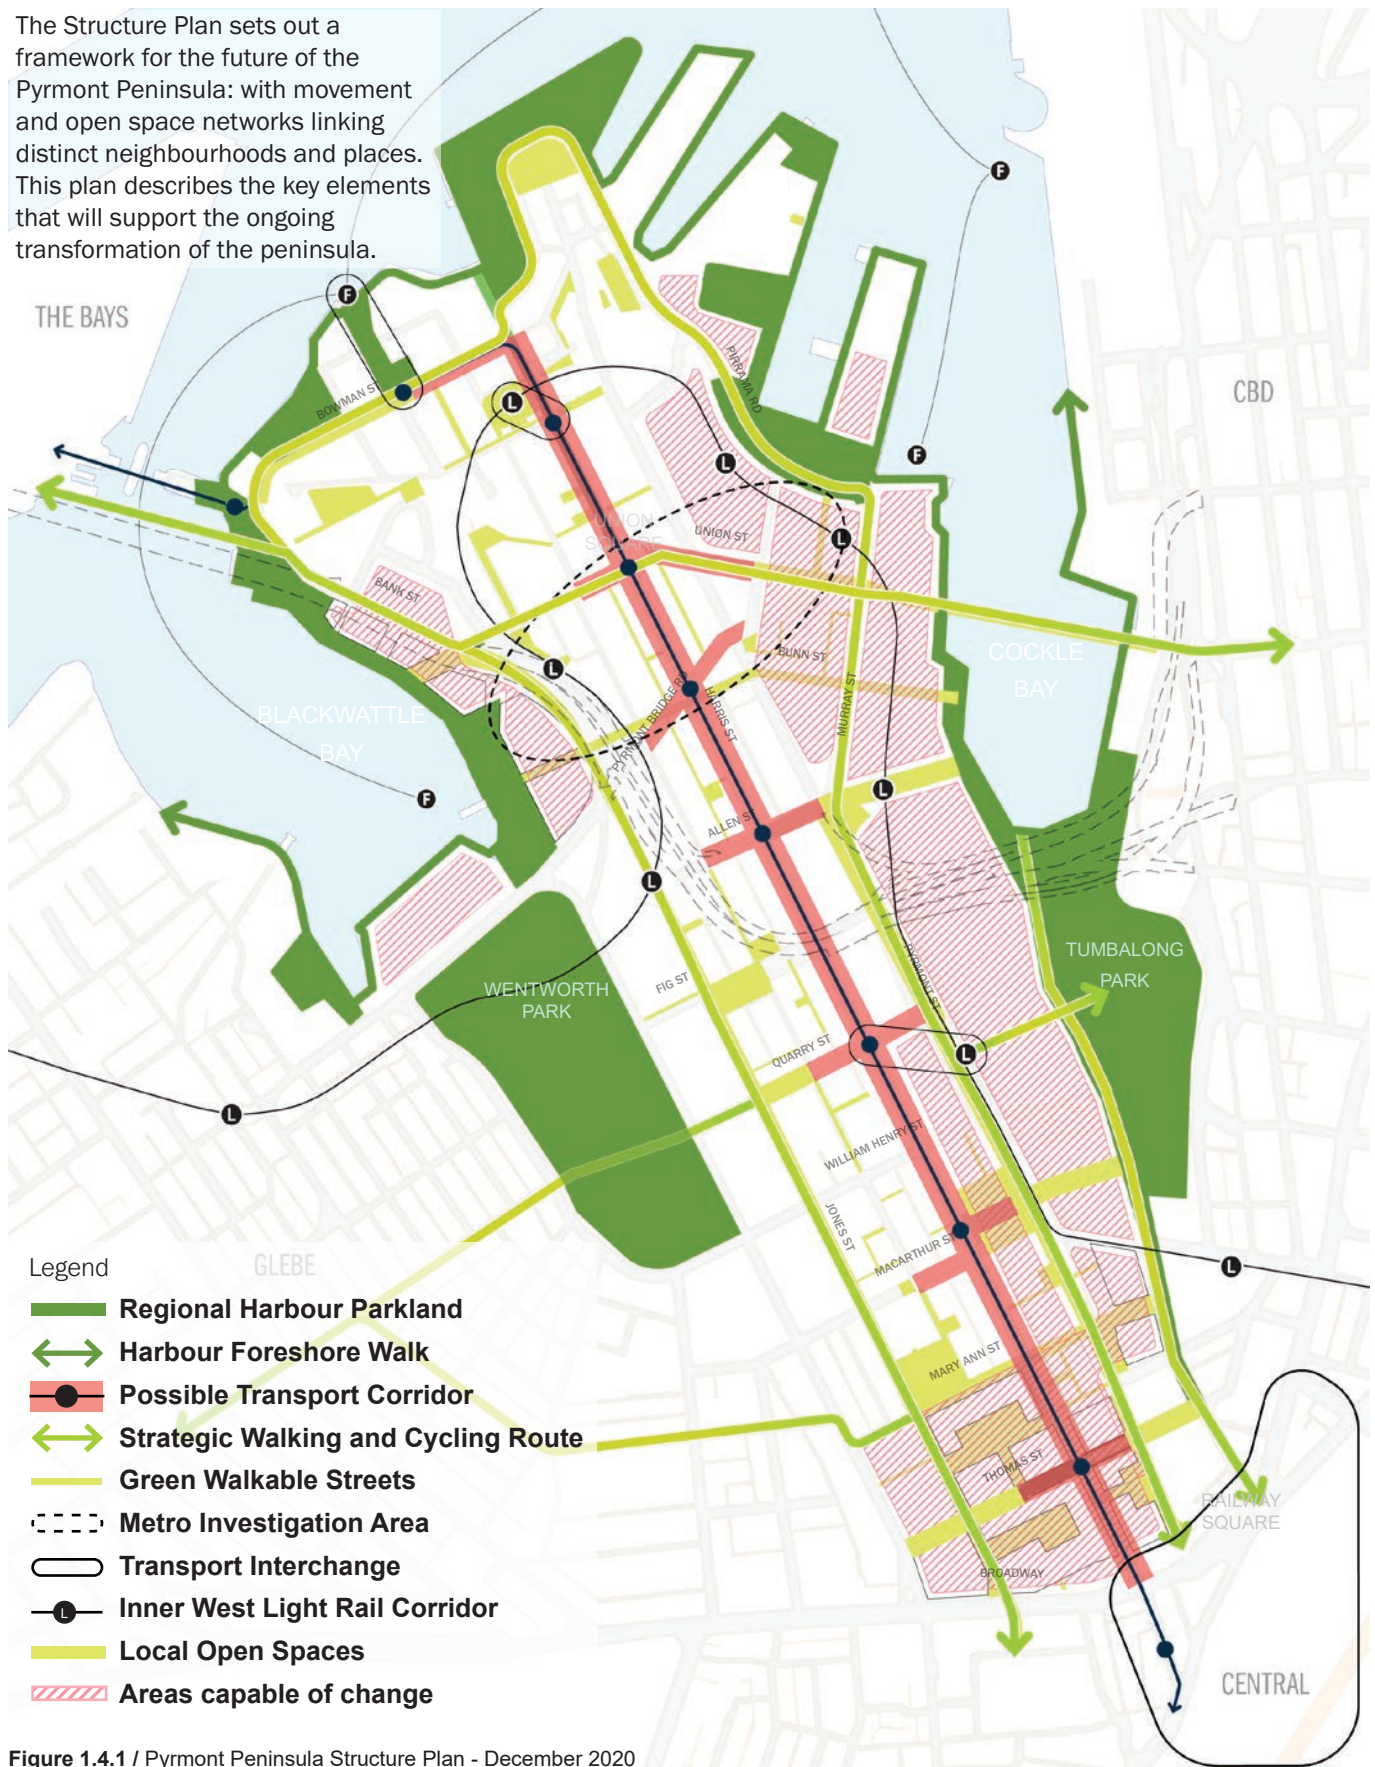 The Structure Plan sets out a
framework for the future of the
Pyrmont Peninsula: with movement
and open space networks linking
distinct neighbourhoods and places.
This plan describes the key elements
that will support the ongoing
transformation of the peninsula.
F
THE BAYS
F
PIRRAMA RD
BOWMAN ST
L
CBD
L
F
UNION
SQUARE
UNION ST
L
BANK ST
BUNN ST
COCKLE
BAY
L
PYRMONT BRIDGE RD
HARRIS ST
MURRAY ST
BLACKWATTLE
BAY
F
L
ALLEN ST
L
TUMBALONG
PARK
PYRMONT ST
FIG ST
WENTWORTH
PARK
QUARRY ST
L
L
WILLIAM HENRY ST
JONES ST
MACARTHUR ST
L
GLEBE
MARY ANN ST
THOMAS ST
RAILWAY
SQUARE
BROADWAY
CENTRAL
Legend
Regional Harbour Parkland
Harbour Foreshore Walk
Possible Transport Corridor
Strategic Walking and Cycling Route
Green Walkable Streets
Metro Investigation Area
Transport Interchange
L
Inner West Light Rail Corridor
Local Open Spaces
Areas capable of change
Figure 1.4.1 / Pyrmont Peninsula Structure Plan - December 2020